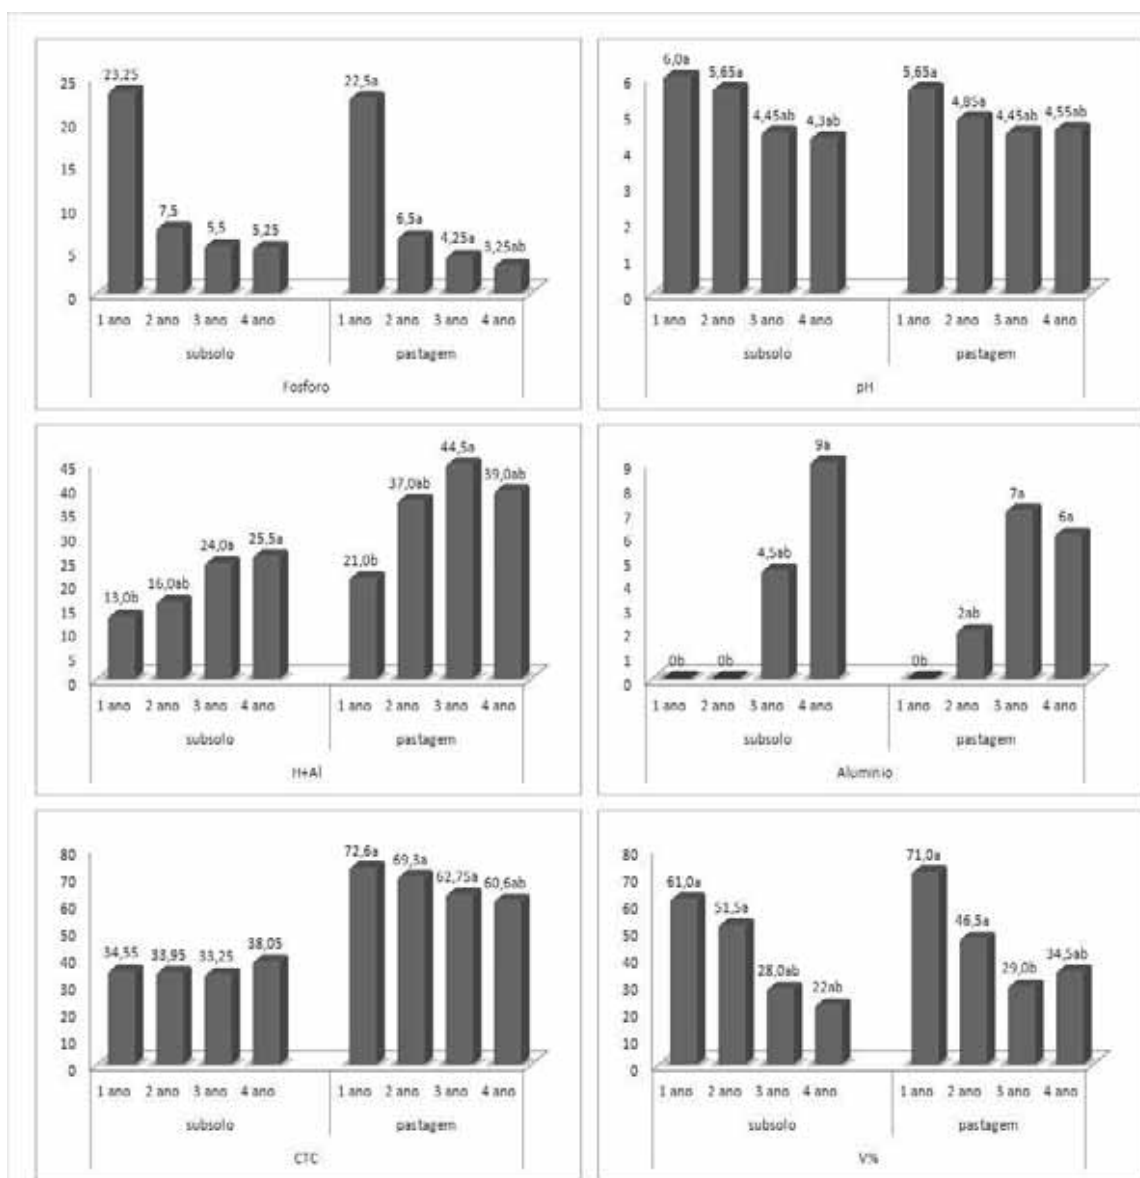 23,25
22,5a
25
20
15
10
5
0
7,5
5,5
5,25
6,5a
4,25a
3,25ab
1 ano 2 ano 3 ano 4 ano 1 ano 2 ano 3 ano 4 ano
subsolo pastagem
Fosforo
6,0a
5,65a
4,45ab
4,3ab
5,65a
4,85a
4,45ab
4,55ab
6
5
4
3
2
1
0
1 ano 2 ano 3 ano 4 ano 1 ano 2 ano 3 ano 4 ano
subsolo pastagem
pH
45
40
35
30
25
20
15
10
5
0
13,0b
16,0ab
24,0a
25,5a
21,0b
37,0ab
44,5a
39,0ab
1 ano 2 ano 3 ano 4 ano 1 ano 2 ano 3 ano 4 ano
subsolo pastagem
H+Al
9
8
7
6
5
4
3
2
1
0
0b
0b
4,5ab
9a
0b
2ab
7a
6a
1 ano 2 ano 3 ano 4 ano 1 ano 2 ano 3 ano 4 ano
subsolo pastagem
Aluminio
80
70
60
50
40
30
20
10
0
34,55
33,95
33,25
38,05
72,6a
69,3a
62,75a
60,6ab
1 ano 2 ano 3 ano 4 ano 1 ano 2 ano 3 ano 4 ano
subsolo pastagem
CTC
80
70
60
50
40
30
20
10
0
61,0a
51,5a
28,0ab
22ab
71,0a
46,5a
29,0b
34,5ab
1 ano 2 ano 3 ano 4 ano 1 ano 2 ano 3 ano 4 ano
subsolo pastagem
V%